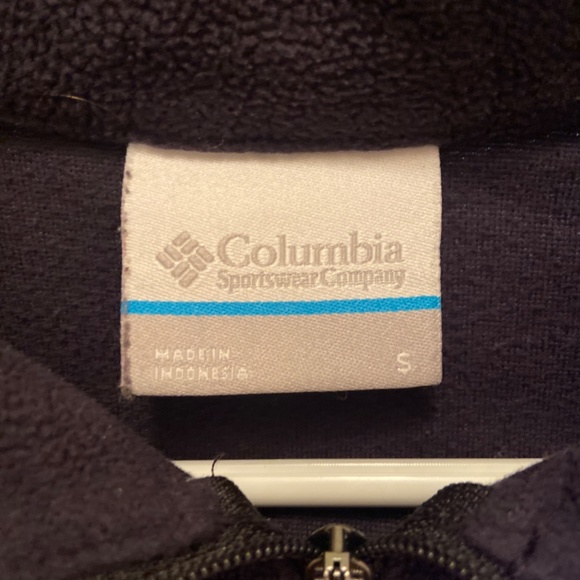 Columbia
Sportswear Company
MADE IN
INDONESIA
S